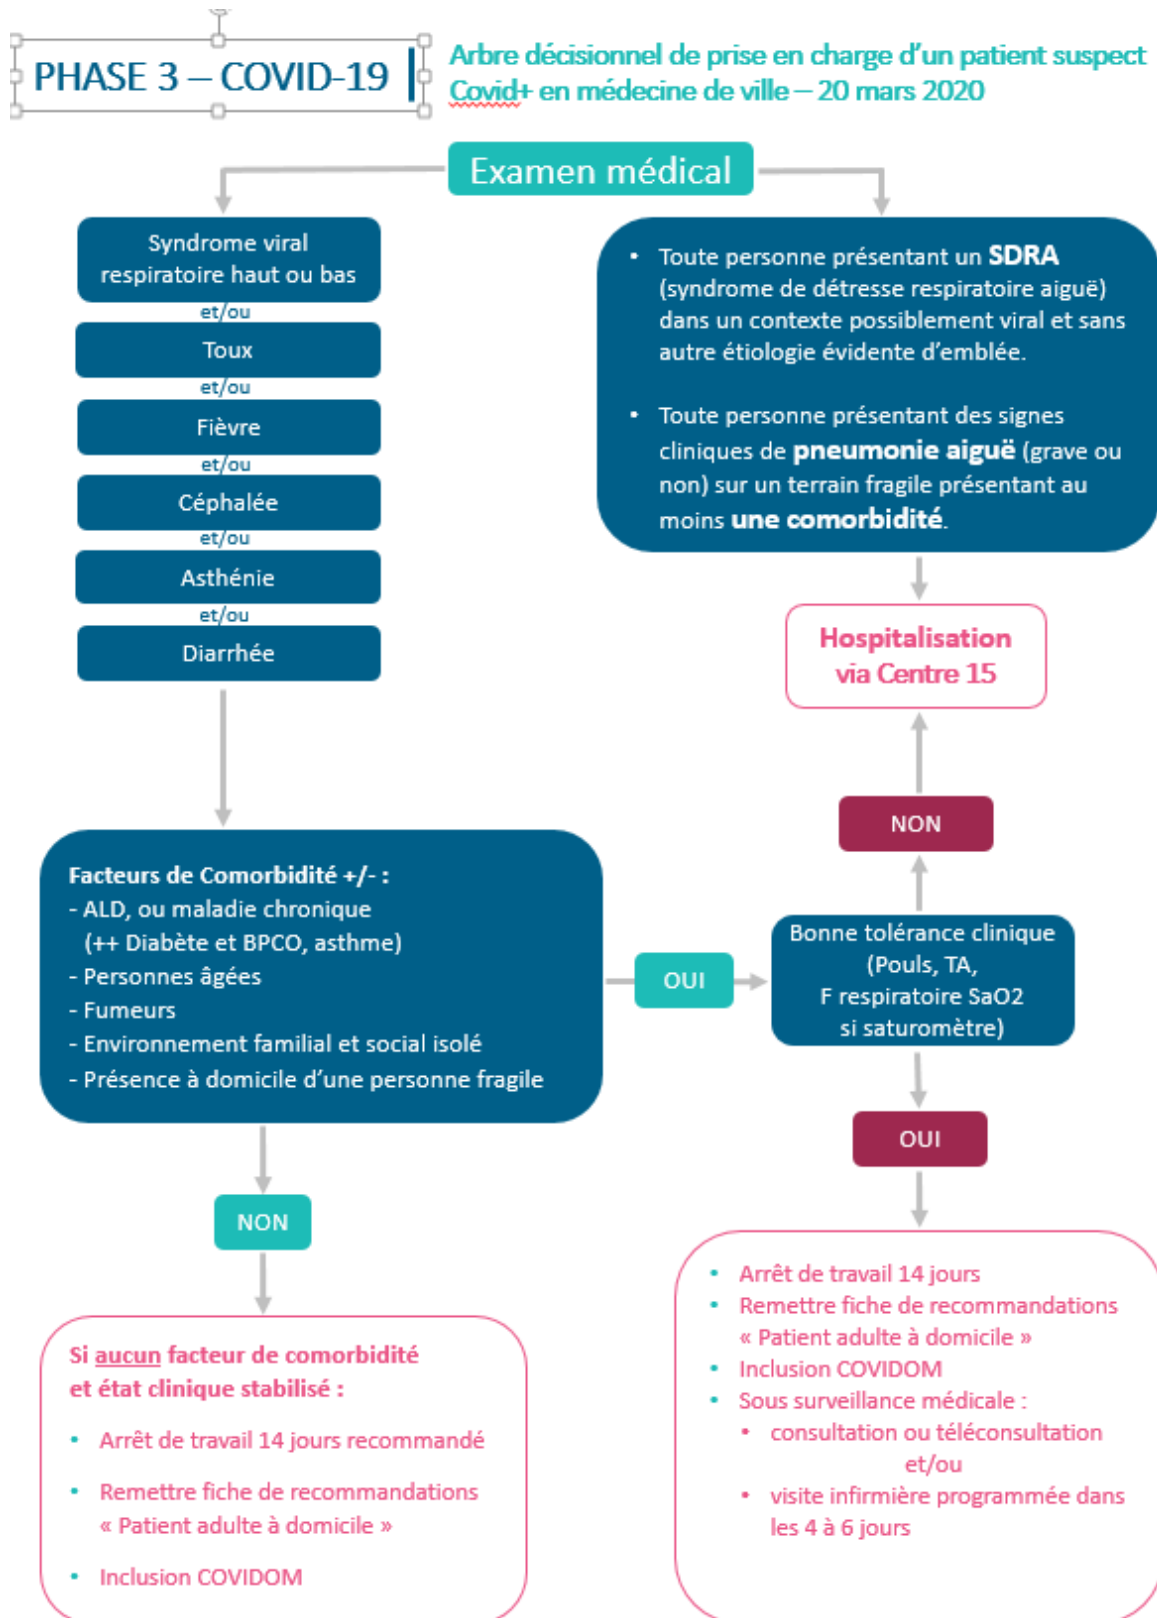 PHASE 3 – COVID-19
Arbre décisionnel de prise en charge d’un patient suspect
Covid+ en médecine de ville – 20 mars 2020
Examen médical
Syndrome viral
respiratoire haut ou bas
et/ou
Toux
et/ou
Fièvre
et/ou
Céphalée
et/ou
Asthénie
et/ou
Diarrhée
• Toute personne présentant un SDRA
(syndrome de détresse respiratoire aiguë)
dans un contexte possiblement viral et sans
autre étiologie évidente d’emblée.
• Toute personne présentant des signes
cliniques de pneumonie aiguë (grave ou
non) sur un terrain fragile présentant au
moins une comorbidité.
Hospitalisation
via Centre 15
NON
Facteurs de Comorbidité +/- :
- ALD, ou maladie chronique
(++ Diabète et BPCO, asthme)
- Personnes âgées
- Fumeurs
- Environnement familial et social isolé
- Présence à domicile d’une personne fragile
OUI
Bonne tolérance clinique
(Pouls, TA,
F respiratoire SaO2
si saturomètre)
OUI
NON
Si aucun facteur de comorbidité
et état clinique stabilisé :
• Arrêt de travail 14 jours recommandé
• Remettre fiche de recommandations
« Patient adulte à domicile »
• Inclusion COVIDOM
• Arrêt de travail 14 jours
• Remettre fiche de recommandations
« Patient adulte à domicile »
• Inclusion COVIDOM
• Sous surveillance médicale :
• consultation ou téléconsultation
et/ou
• visite infirmière programmée dans
les 4 à 6 jours